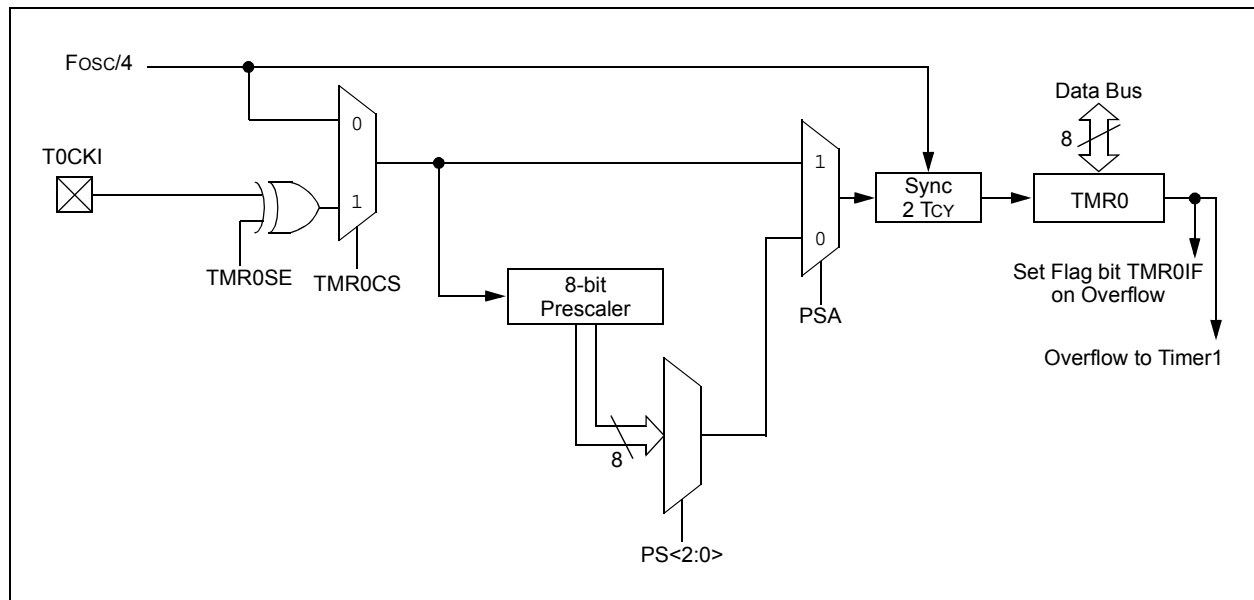 FOSC/4
Data Bus
8
T0CKI
0
1
1
0
Sync
2 TCY
TMR0
TMR0SE
TMR0CS
8-bit
Prescaler
PSA
Set Flag bit TMR0IF
on Overflow
Overflow to Timer1
8
PS<2:0>